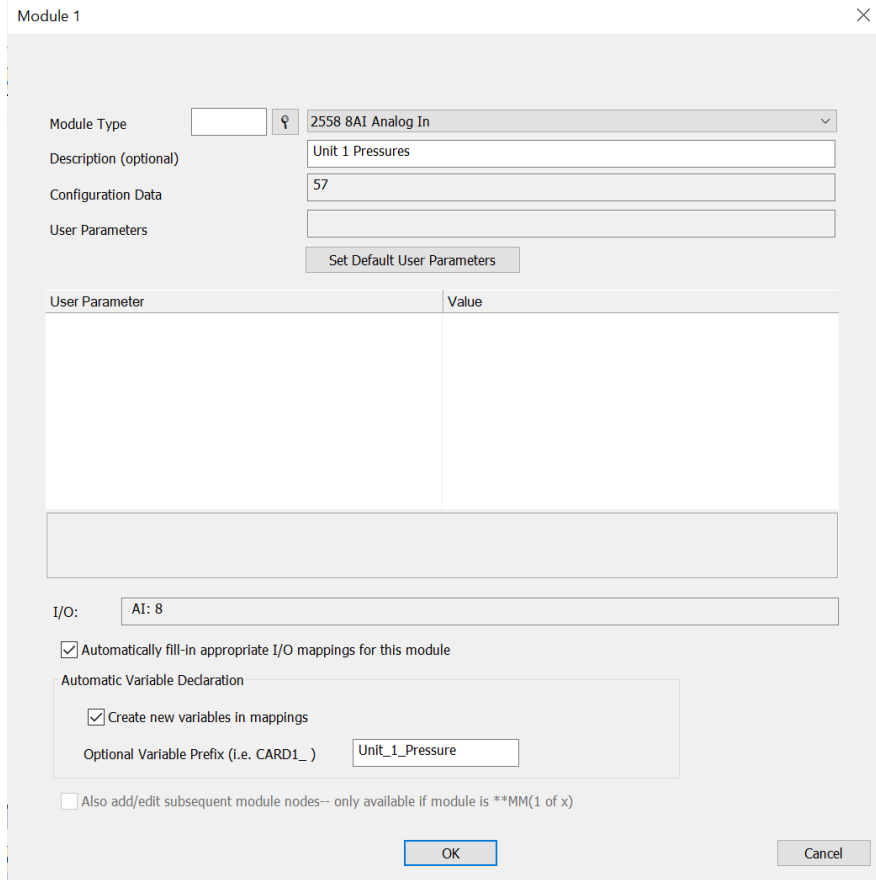 Module 1
Module Type
2558 8AI Analog In
Description (optional)
Unit 1 Pressures
Configuration Data
57
User Parameters
Set Default User Parameters
User Parameter
Value
I/O:
AI: 8
Automatically fill-in appropriate I/O mappings for this module
Automatic Variable Declaration
Create new variables in mappings
Optional Variable Prefix (i.e. CARD1_ )
Unit_1_Pressure
Also add/edit subsequent module nodes-- only available if module is **MM(1 of x)
OK
Cancel